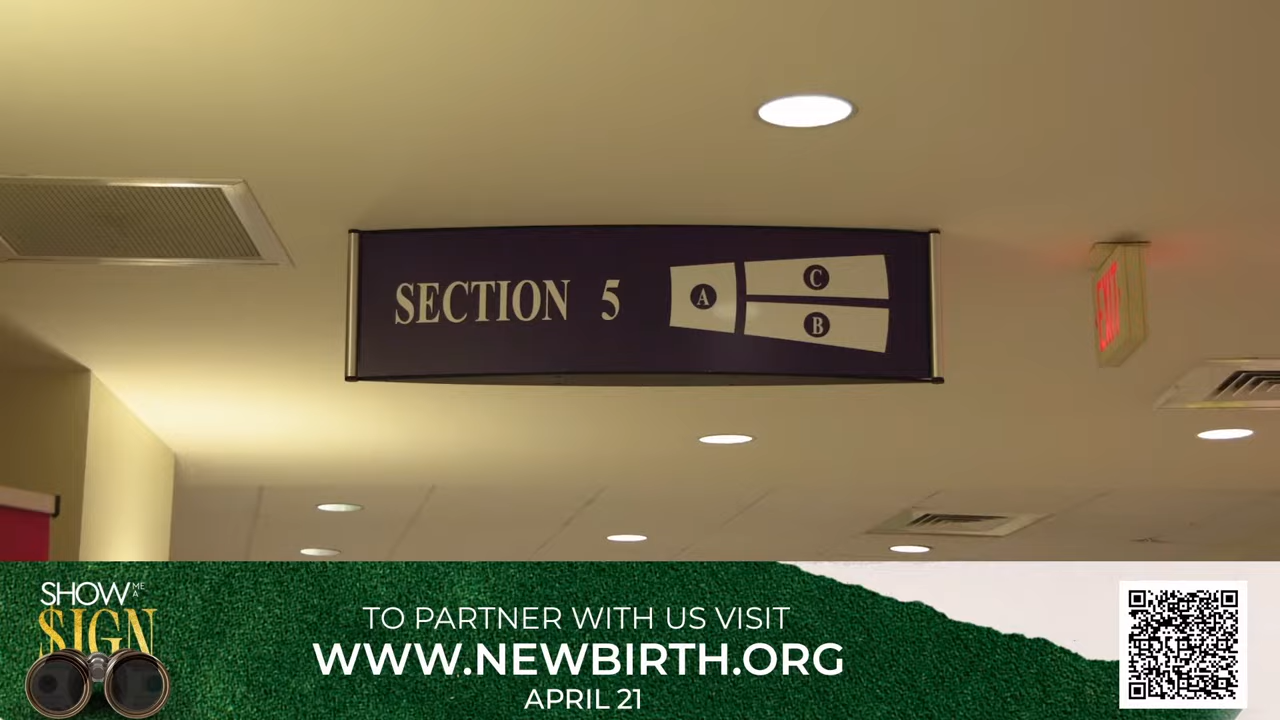 SECTION 5
A
C
B
EXIT
SHOW ME A
SIGN
TO PARTNER WITH US VISIT
WWW.NEWBIRTH.ORG
APRIL 21